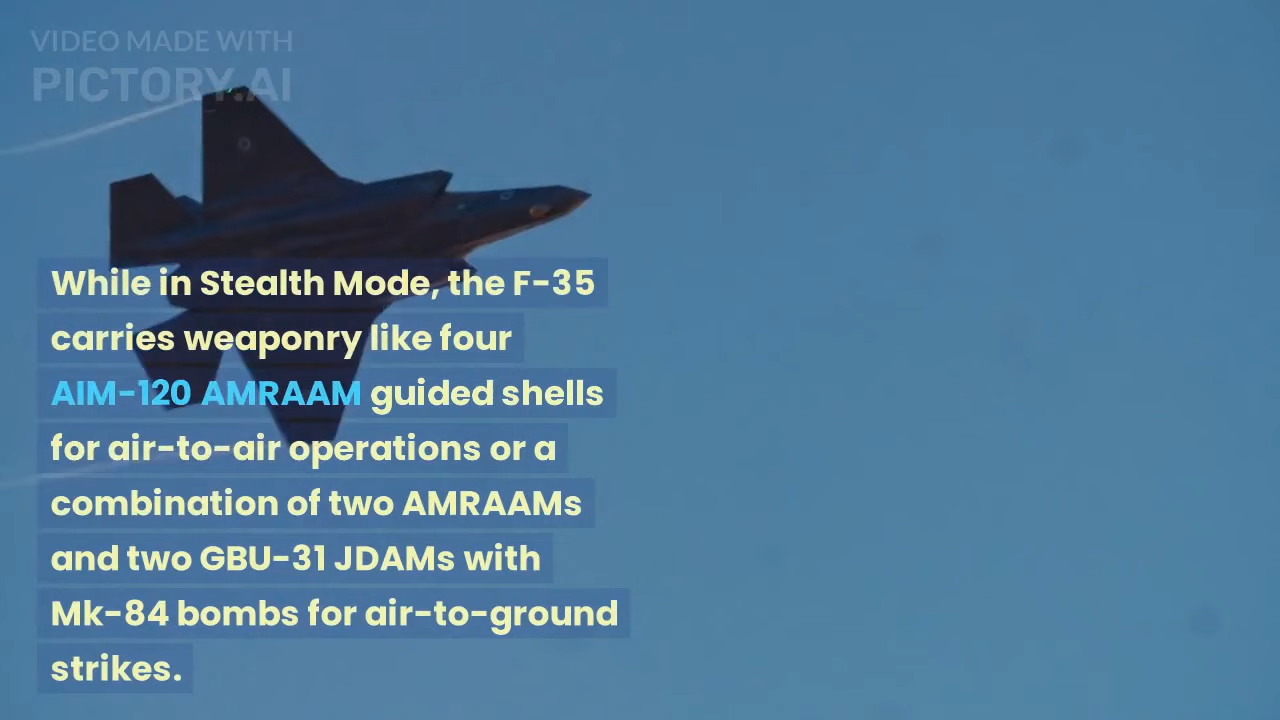 VIDEO MADE WITH
PICTORY.AI
While in Stealth Mode, the F-35
carries weaponry like four
AIM-120 AMRAAM guided shells
for air-to-air operations or a
combination of two AMRAAMs
and two GBU-31 JDAMs with
Mk-84 bombs for air-to-ground
strikes.